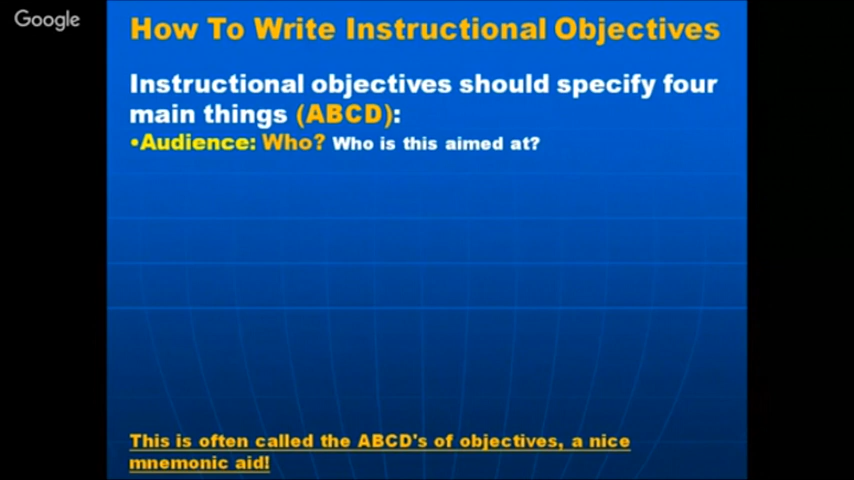 Google
How To Write Instructional Objectives
Instructional objectives should specify four
main things (ABCD):
•Audience: Who? Who is this aimed at?
This is often called the ABCD's of objectives, a nice
mnemonic aid!